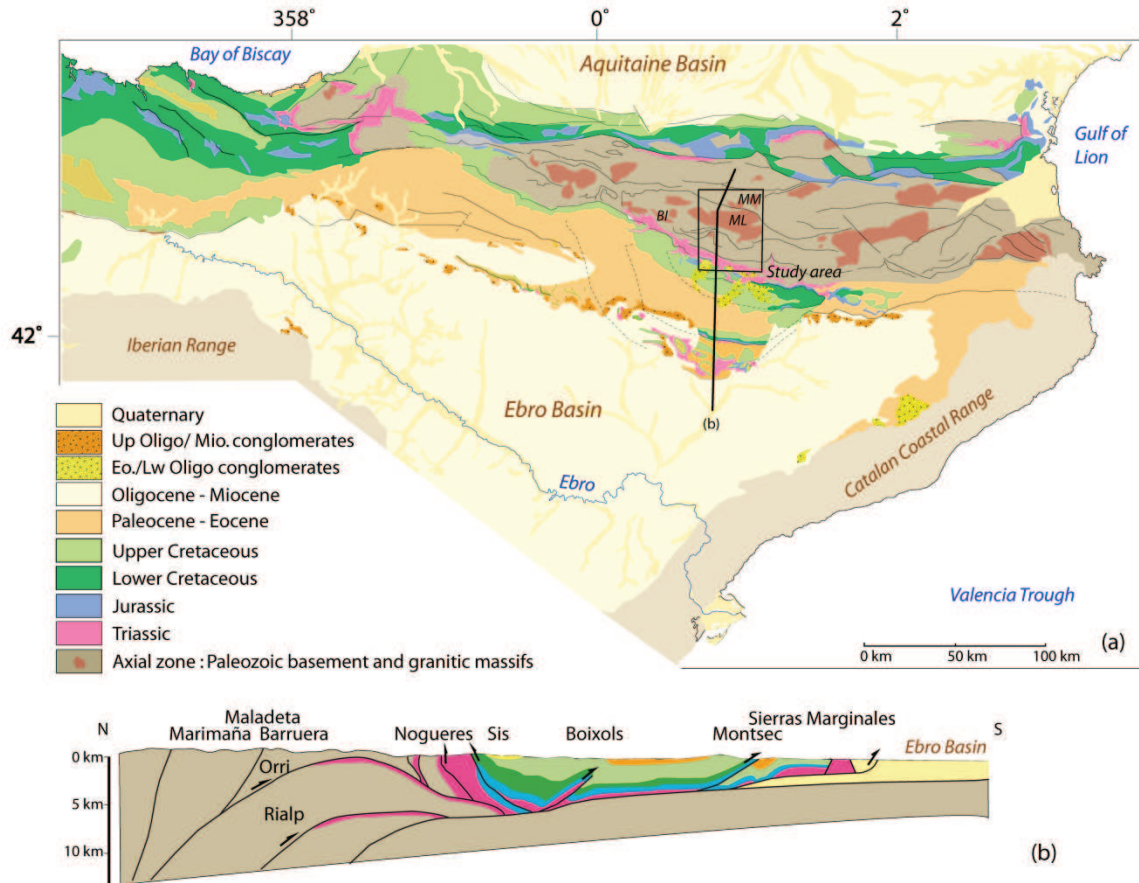 358˚
0˚
2˚
Bay of Biscay
Aquitaine Basin
Gulf of
Lion
MM
BI
ML
Study area
42˚
Iberian Range
Ebro Basin
(b)
Catalan Coastal Range
Ebro
Quaternary
Up Oligo/ Mio. conglomerates
Eo./Lw Oligo conglomerates
Oligocene - Miocene
Paleocene - Eocene
Upper Cretaceous
Lower Cretaceous
Jurassic
Triassic
Axial zone : Paleozoic basement and granitic massifs
Valencia Trough
0 km 50 km 100 km
(a)
N
Maladeta
Sierras Marginales
S
Marimaña Barruera
Nogueres Sis
Boixols
Montsec
Ebro Basin
0 km
Orri
5 km
Rialp
10 km
(b)